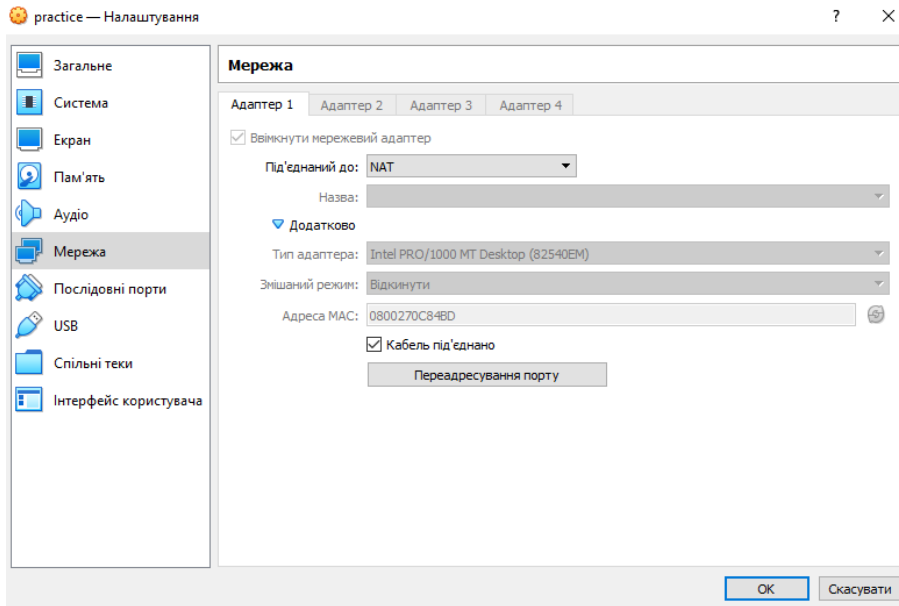 practice — Налаштування
?
Загальне
Система
Екран
Пам'ять
Аудіо
Мережа
Послідовні порти
USB
Спільні теки
Інтерфейс користувача
Мережа
Адаптер 1 Адаптер 2 Адаптер 3 Адаптер 4
Ввімкнути мережевий адаптер
Під'єднаний до: NAT
Назва:
Додатково
Тип адаптера: Intel PRO/1000 MT Desktop (82540EM)
Змішаний режим: Відкинути
Адреса MAC: 0800270C84BD
Кабель під'єднано
Переадресування порту
OK Скасувати